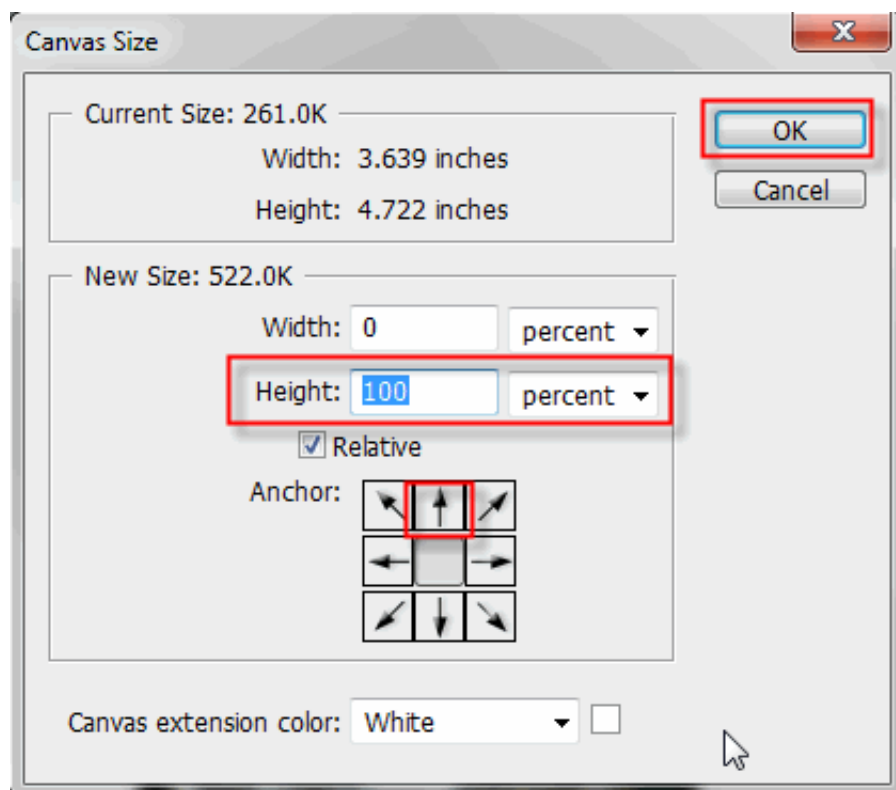 Canvas Size
Current Size: 261.0K
OK
Width: 3.639 inches
Height: 4.722 inches
Cancel
New Size: 522.0K
Width: 0 percent
Height: 100 percent
Relative
Anchor:
Canvas extension color: White